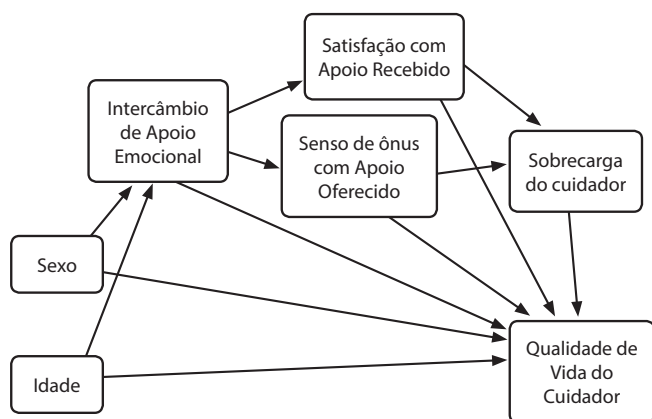 Satisfação com
Apoio Recebido
Intercâmbio
de Apoio
Emocional
Senso de ônus
com Apoio
Oferecido
Sobrecarga
do cuidador
Sexo
Idade
Qualidade de
Vida do
Cuidador